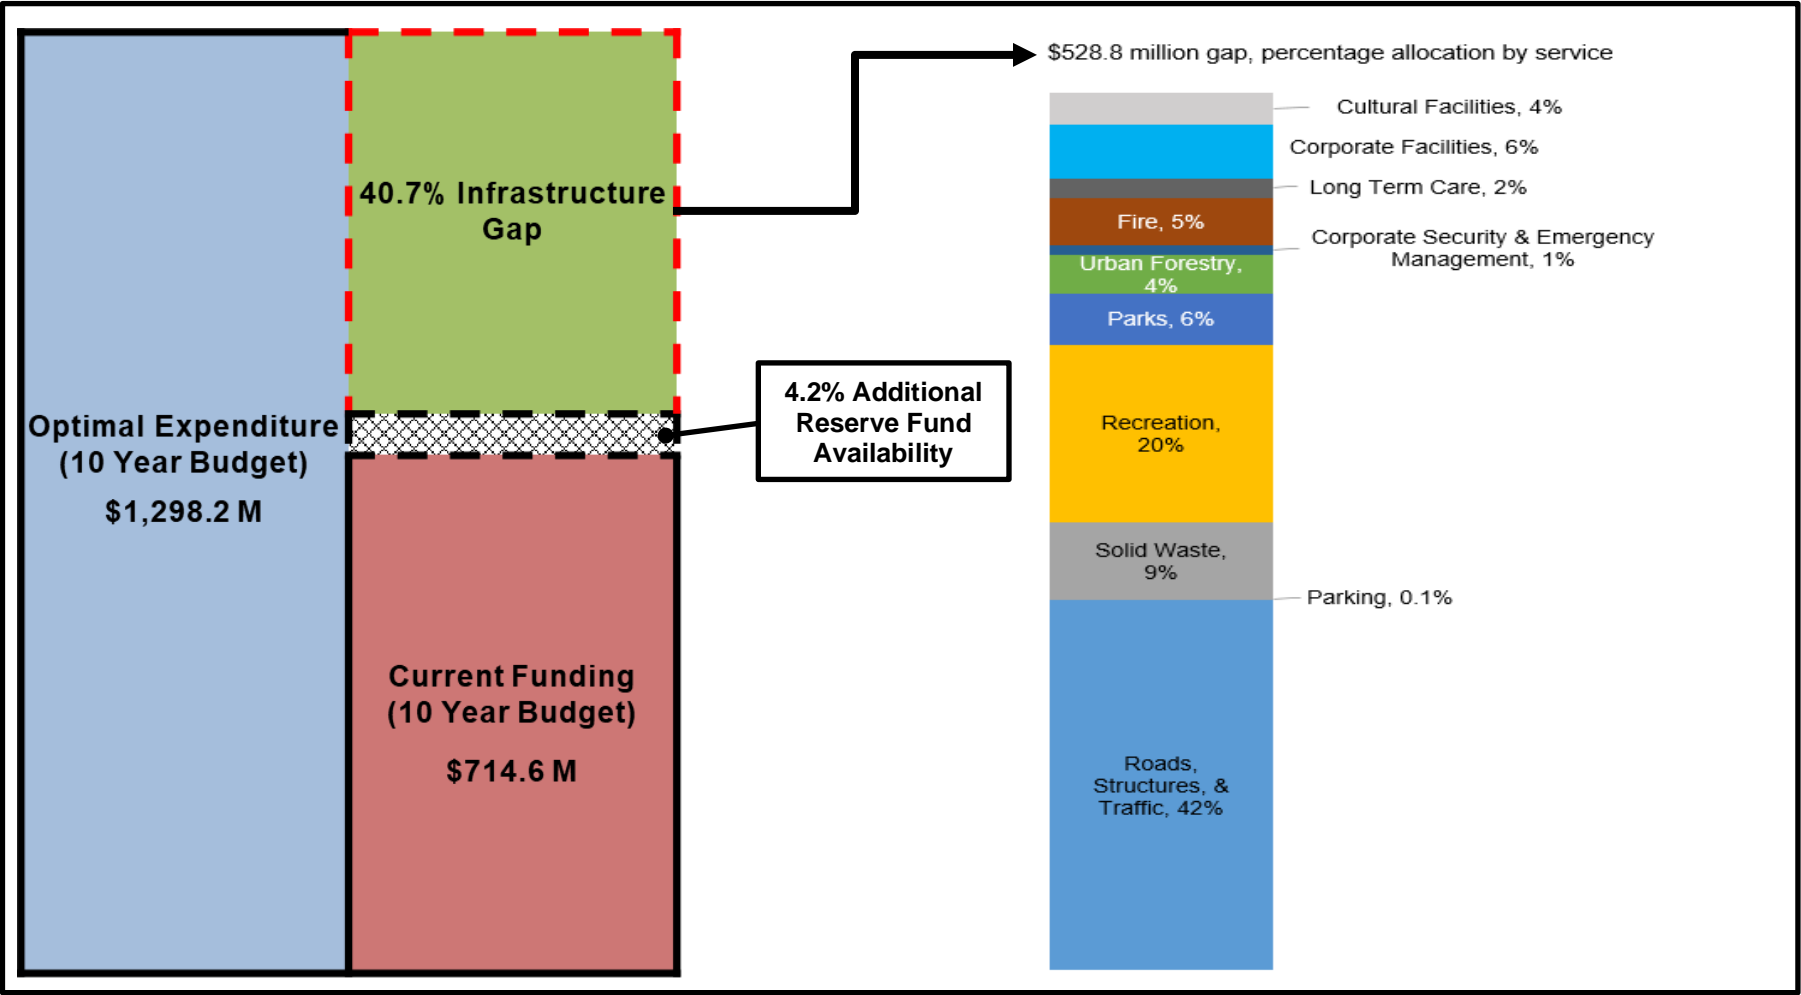 Optimal Expenditure
(10 Year Budget)
$1,298.2 M
40.7% Infrastructure
Gap
4.2% Additional
Reserve Fund
Availability
Current Funding
(10 Year Budget)
$714.6 M
$528.8 million gap, percentage allocation by service
Cultural Facilities, 4%
Corporate Facilities, 6%
Long Term Care, 2%
Fire, 5%
Corporate Security & Emergency
Management, 1%
Urban Forestry,
4%
Parks, 6%
Recreation,
20%
Solid Waste,
9%
Parking, 0.1%
Roads,
Structures, &
Traffic, 42%